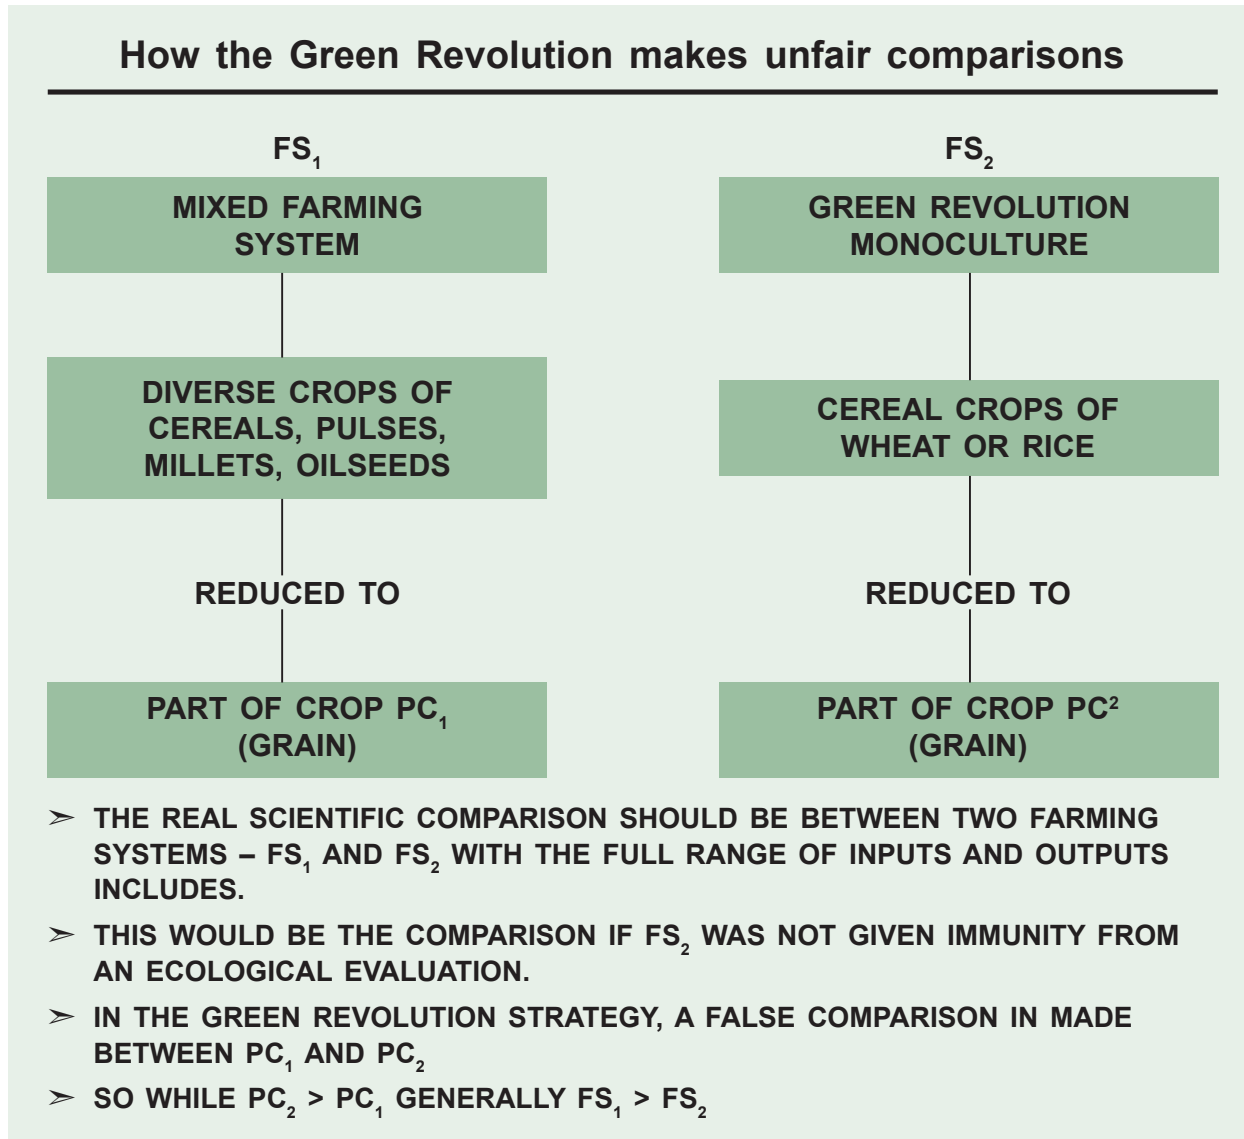 How the Green Revolution makes unfair comparisons
FS₁
MIXED FARMING
SYSTEM
DIVERSE CROPS OF
CEREALS, PULSES,
MILLETS, OILSEEDS
REDUCED TO
PART OF CROP PC₁
(GRAIN)
FS₂
GREEN REVOLUTION
MONOCULTURE
CEREAL CROPS OF
WHEAT OR RICE
REDUCED TO
PART OF CROP PC²
(GRAIN)
➢ THE REAL SCIENTIFIC COMPARISON SHOULD BE BETWEEN TWO FARMING
SYSTEMS – FS₁ AND FS₂ WITH THE FULL RANGE OF INPUTS AND OUTPUTS
INCLUDES.
➢ THIS WOULD BE THE COMPARISON IF FS₂ WAS NOT GIVEN IMMUNITY FROM
AN ECOLOGICAL EVALUATION.
➢ IN THE GREEN REVOLUTION STRATEGY, A FALSE COMPARISON IN MADE
BETWEEN PC₁ AND PC₂
➢ SO WHILE PC₂ > PC₁ GENERALLY FS₁ > FS₂